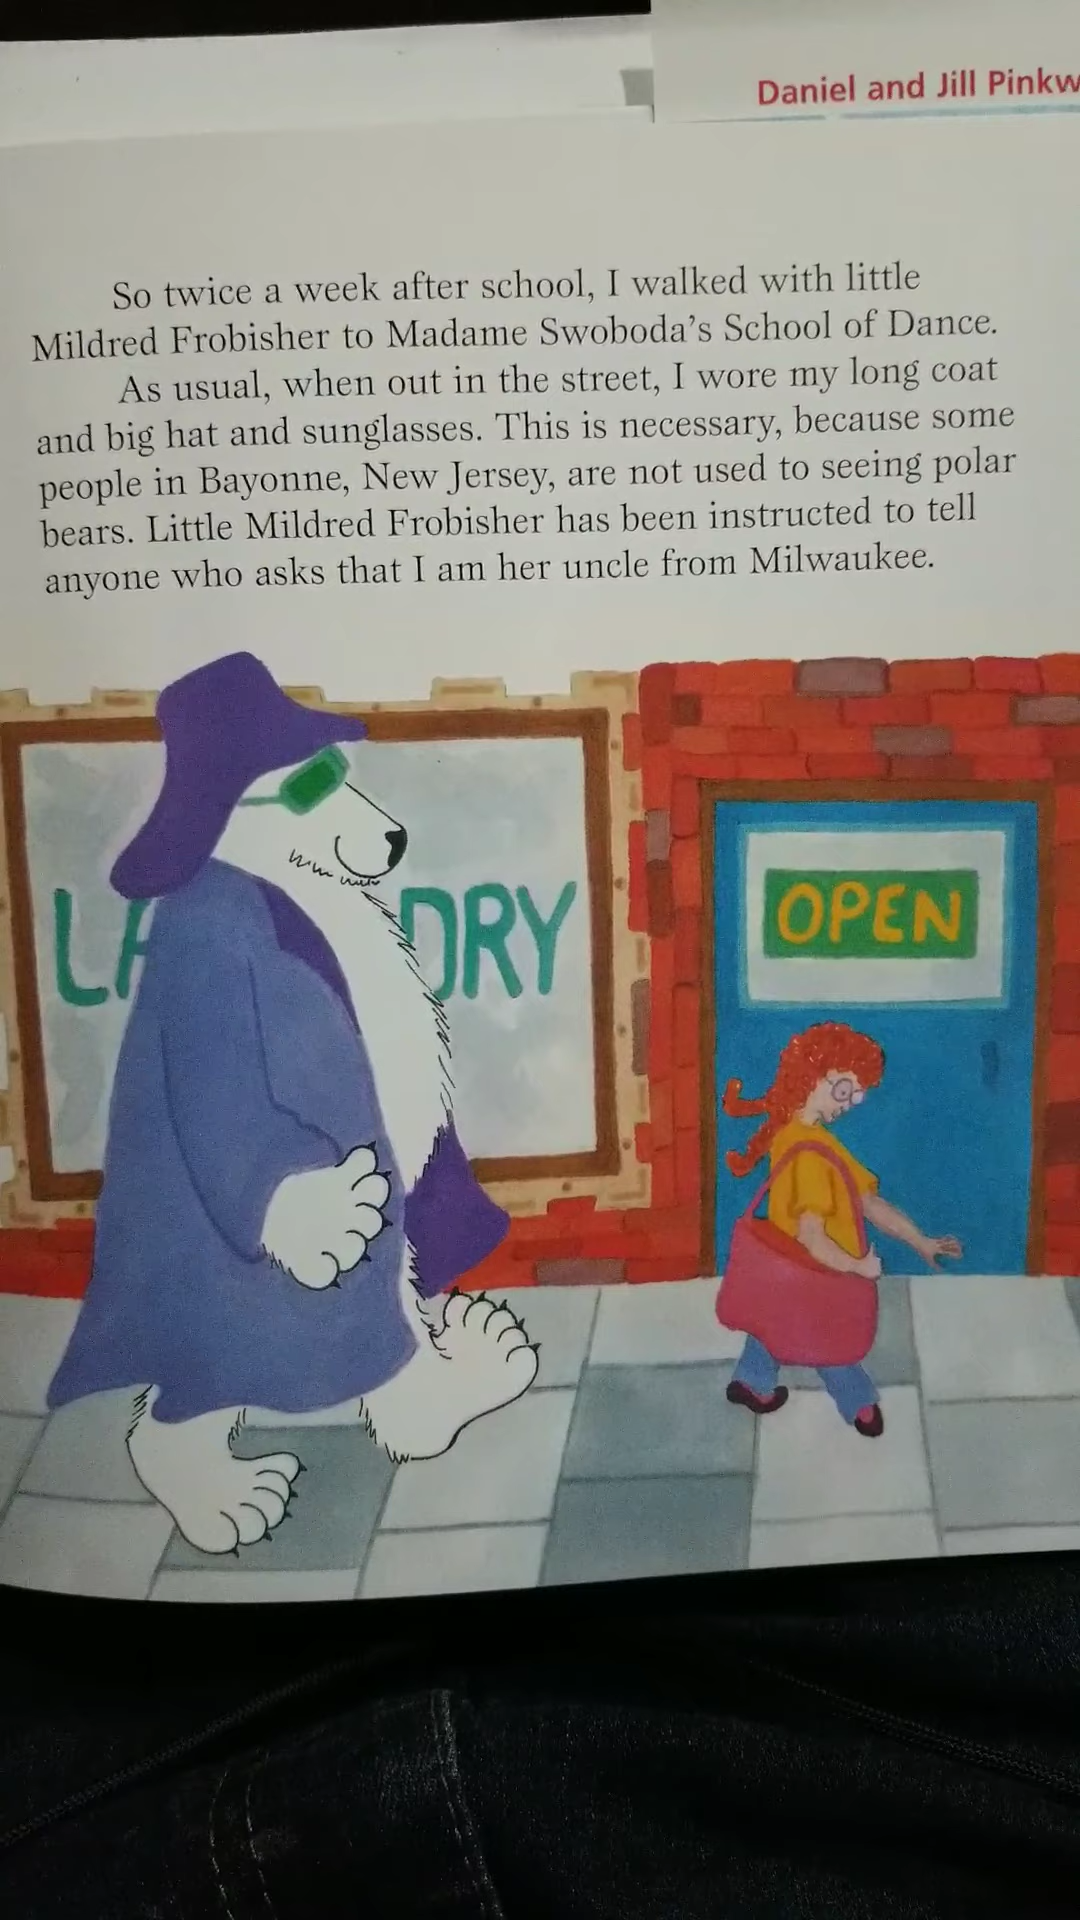 Daniel and Jill Pinkw
So twice a week after school, I walked with little
Mildred Frobisher to Madame Swoboda's School of Dance.
As usual, when out in the street, I wore my long coat
and big hat and sunglasses. This is necessary, because some
people in Bayonne, New Jersey, are not used to seeing polar
bears. Little Mildred Frobisher has been instructed to tell
anyone who asks that I am her uncle from Milwaukee.
LA DRY
OPEN